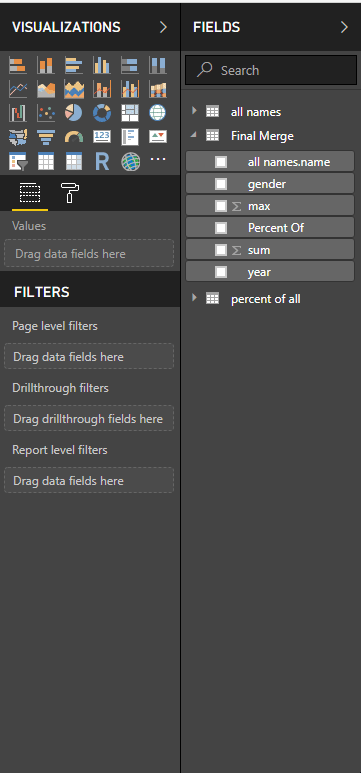 VISUALIZATIONS
123
R
...
Values
Drag data fields here
FILTERS
Page level filters
Drag data fields here
Drillthrough filters
Drag drillthrough fields here
Report level filters
Drag data fields here
FIELDS
Search
all names
Final Merge
all names.name
gender
Σ max
Percent Of
Σ sum
year
percent of all